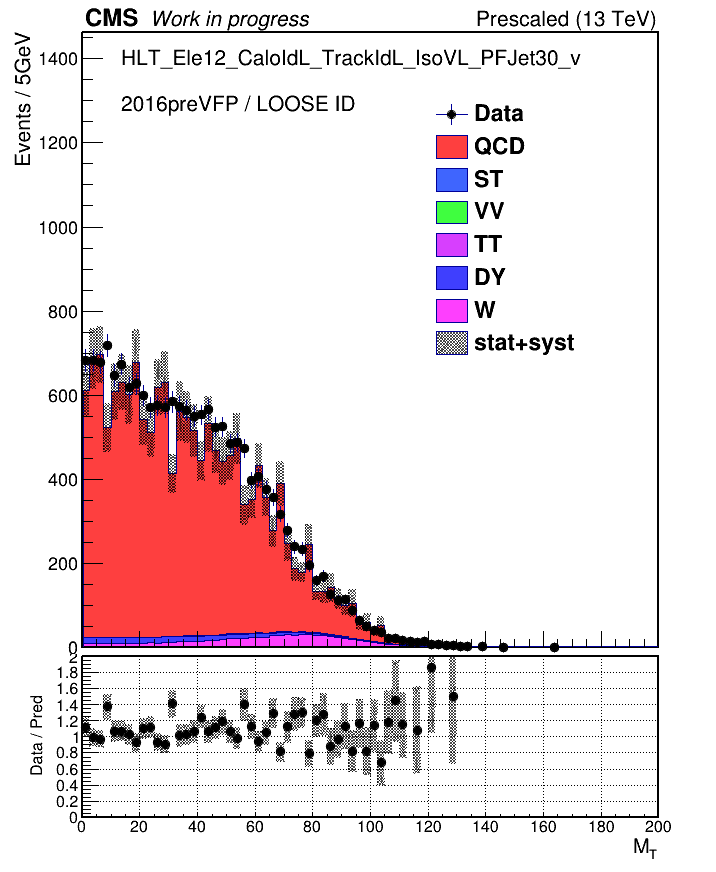 CMS Work in progress Prescaled (13 TeV)
Events / 5GeV
HLT_Ele12_CaloIdL_TrackIdL_IsoVL_PFJet30_v
2016preVFP / LOOSE ID
Data
QCD
ST
VV
TT
DY
W
stat+syst
1400
1200
1000
800
600
400
200
0
Data / Pred
2
1.8
1.6
1.4
1.2
1
0.8
0.6
0.4
0.2
0
0 20 40 60 80 100 120 140 160 180 200
M_T